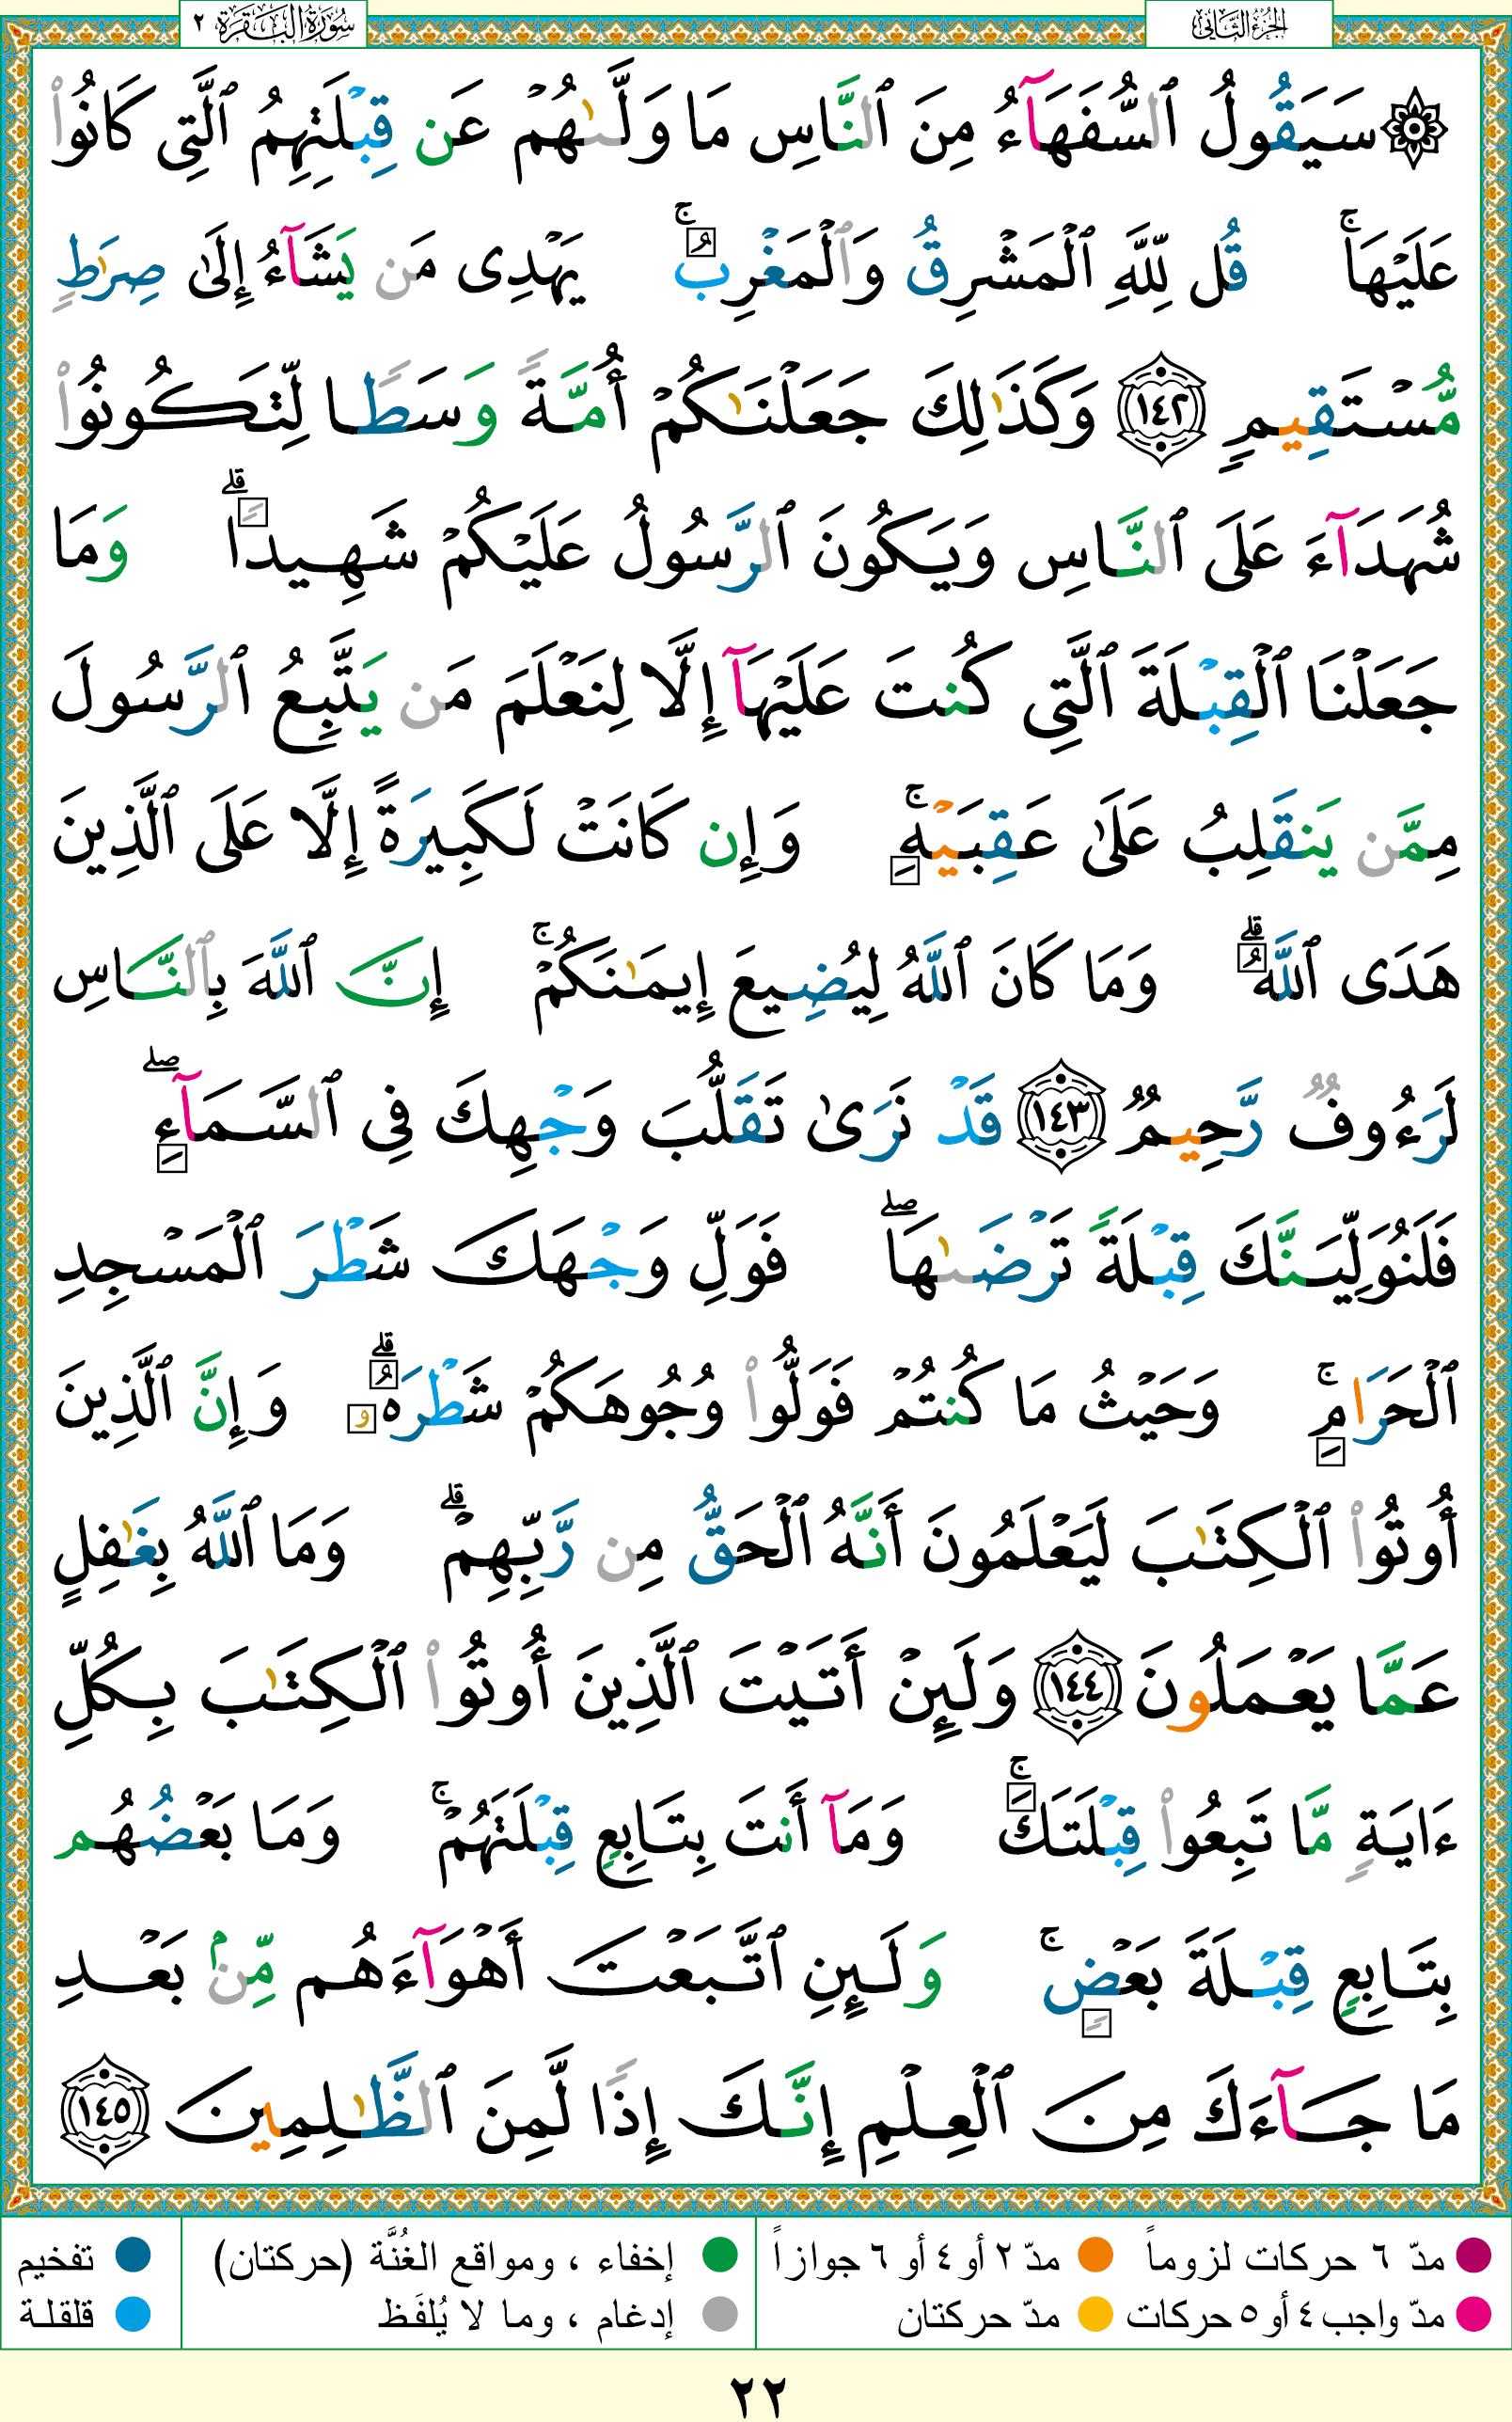 الجزء الثاني
سورة البقرة ٢
۞ سَيَقُولُ ٱلسُّفَهَآءُ مِنَ ٱلنَّاسِ مَا وَلَّىٰهُمْ عَن قِبْلَتِهِمُ ٱلَّتِى كَانُوا۟
عَلَيْهَا ۚ قُل لِّلَّهِ ٱلْمَشْرِقُ وَٱلْمَغْرِبُ ۚ يَهْدِى مَن يَشَآءُ إِلَىٰ صِرَٰطٍ
مُّسْتَقِيمٍ ١٤٢ وَكَذَٰلِكَ جَعَلْنَـٰكُمْ أُمَّةً وَسَطًا لِّتَكُونُوا۟
شُهَدَآءَ عَلَى ٱلنَّاسِ وَيَكُونَ ٱلرَّسُولُ عَلَيْكُمْ شَهِيدًا ۗ وَمَا
جَعَلْنَا ٱلْقِبْلَةَ ٱلَّتِى كُنتَ عَلَيْهَآ إِلَّا لِنَعْلَمَ مَن يَتَّبِعُ ٱلرَّسُولَ
مِمَّن يَنقَلِبُ عَلَىٰ عَقِبَيْهِ ۚ وَإِن كَانَتْ لَكَبِيرَةً إِلَّا عَلَى ٱلَّذِينَ
هَدَى ٱللَّهُ ۗ وَمَا كَانَ ٱللَّهُ لِيُضِيعَ إِيمَـٰنَكُمْ ۚ إِنَّ ٱللَّهَ بِٱلنَّاسِ
لَرَءُوفٌ رَّحِيمٌ ١٤٣ قَدْ نَرَىٰ تَقَلُّبَ وَجْهِكَ فِى ٱلسَّمَآءِ ۖ
فَلَنُوَلِّيَنَّكَ قِبْلَةً تَرْضَىٰهَا ۖ فَوَلِّ وَجْهَكَ شَطْرَ ٱلْمَسْجِدِ
ٱلْحَرَامِ ۚ وَحَيْثُ مَا كُنتُمْ فَوَلُّوا۟ وُجُوهَكُمْ شَطْرَهُۥ ۗ وَإِنَّ ٱلَّذِينَ
أُوتُوا۟ ٱلْكِتَـٰبَ لَيَعْلَمُونَ أَنَّهُ ٱلْحَقُّ مِن رَّبِّهِمْ ۗ وَمَا ٱللَّهُ بِغَـٰفِلٍ
عَمَّا يَعْمَلُونَ ١٤٤ وَلَئِنْ أَتَيْتَ ٱلَّذِينَ أُوتُوا۟ ٱلْكِتَـٰبَ بِكُلِّ
ءَايَةٍ مَّا تَبِعُوا۟ قِبْلَتَكَ ۚ وَمَآ أَنتَ بِتَابِعٍ قِبْلَتَهُمْ ۚ وَمَا بَعْضُهُم
بِتَابِعٍ قِبْلَةَ بَعْضٍ ۚ وَلَئِنِ ٱتَّبَعْتَ أَهْوَآءَهُم مِّنۢ بَعْدِ
مَا جَآءَكَ مِنَ ٱلْعِلْمِ إِنَّكَ إِذًا لَّمِنَ ٱلظَّـٰلِمِينَ ١٤٥
مدّ ٦ حركات لزوماً مدّ ٢ أو ٤ أو ٦ جوازاً إخفاء ، ومواقع الغُنَّة (حركتان) تفخيم
مدّ واجب ٤ أو ٥ حركات مدّ حركتان إدغام ، وما لا يُلفَظ قلقلة
٢٢